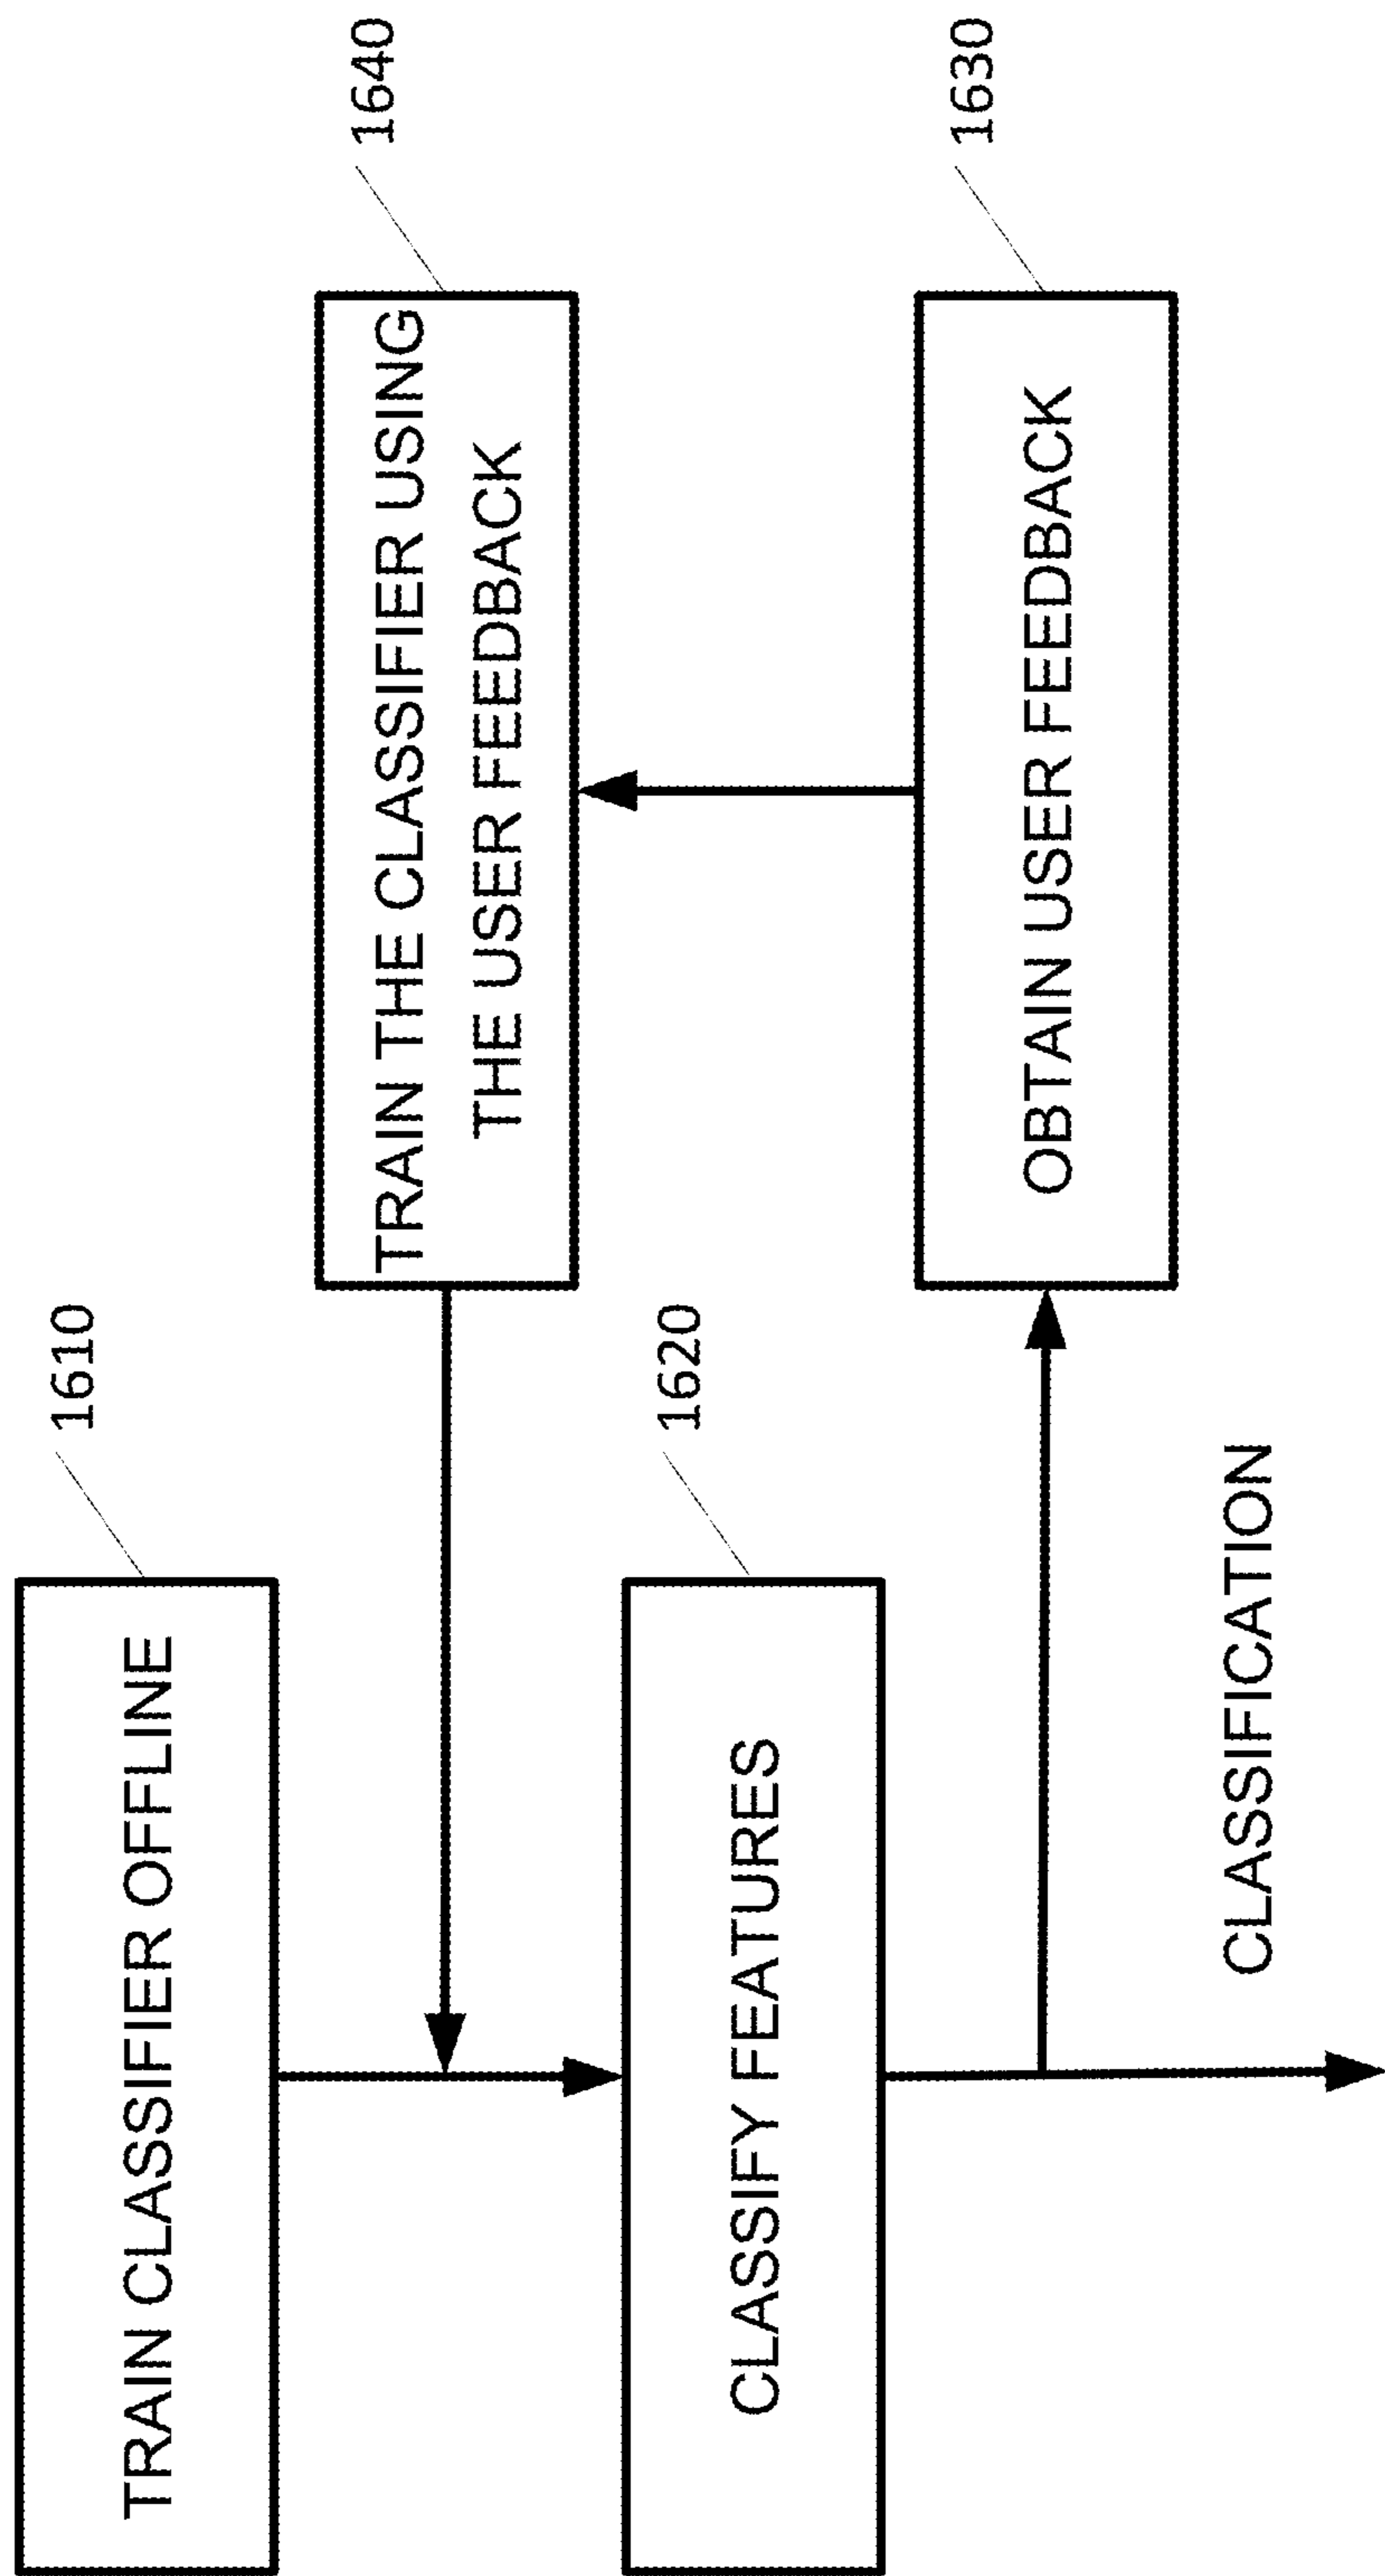 TRAIN CLASSIFIER OFFLINE
1610
TRAIN THE CLASSIFIER USING
THE USER FEEDBACK
1640
CLASSIFY FEATURES
1620
OBTAIN USER FEEDBACK
1630
CLASSIFICATION